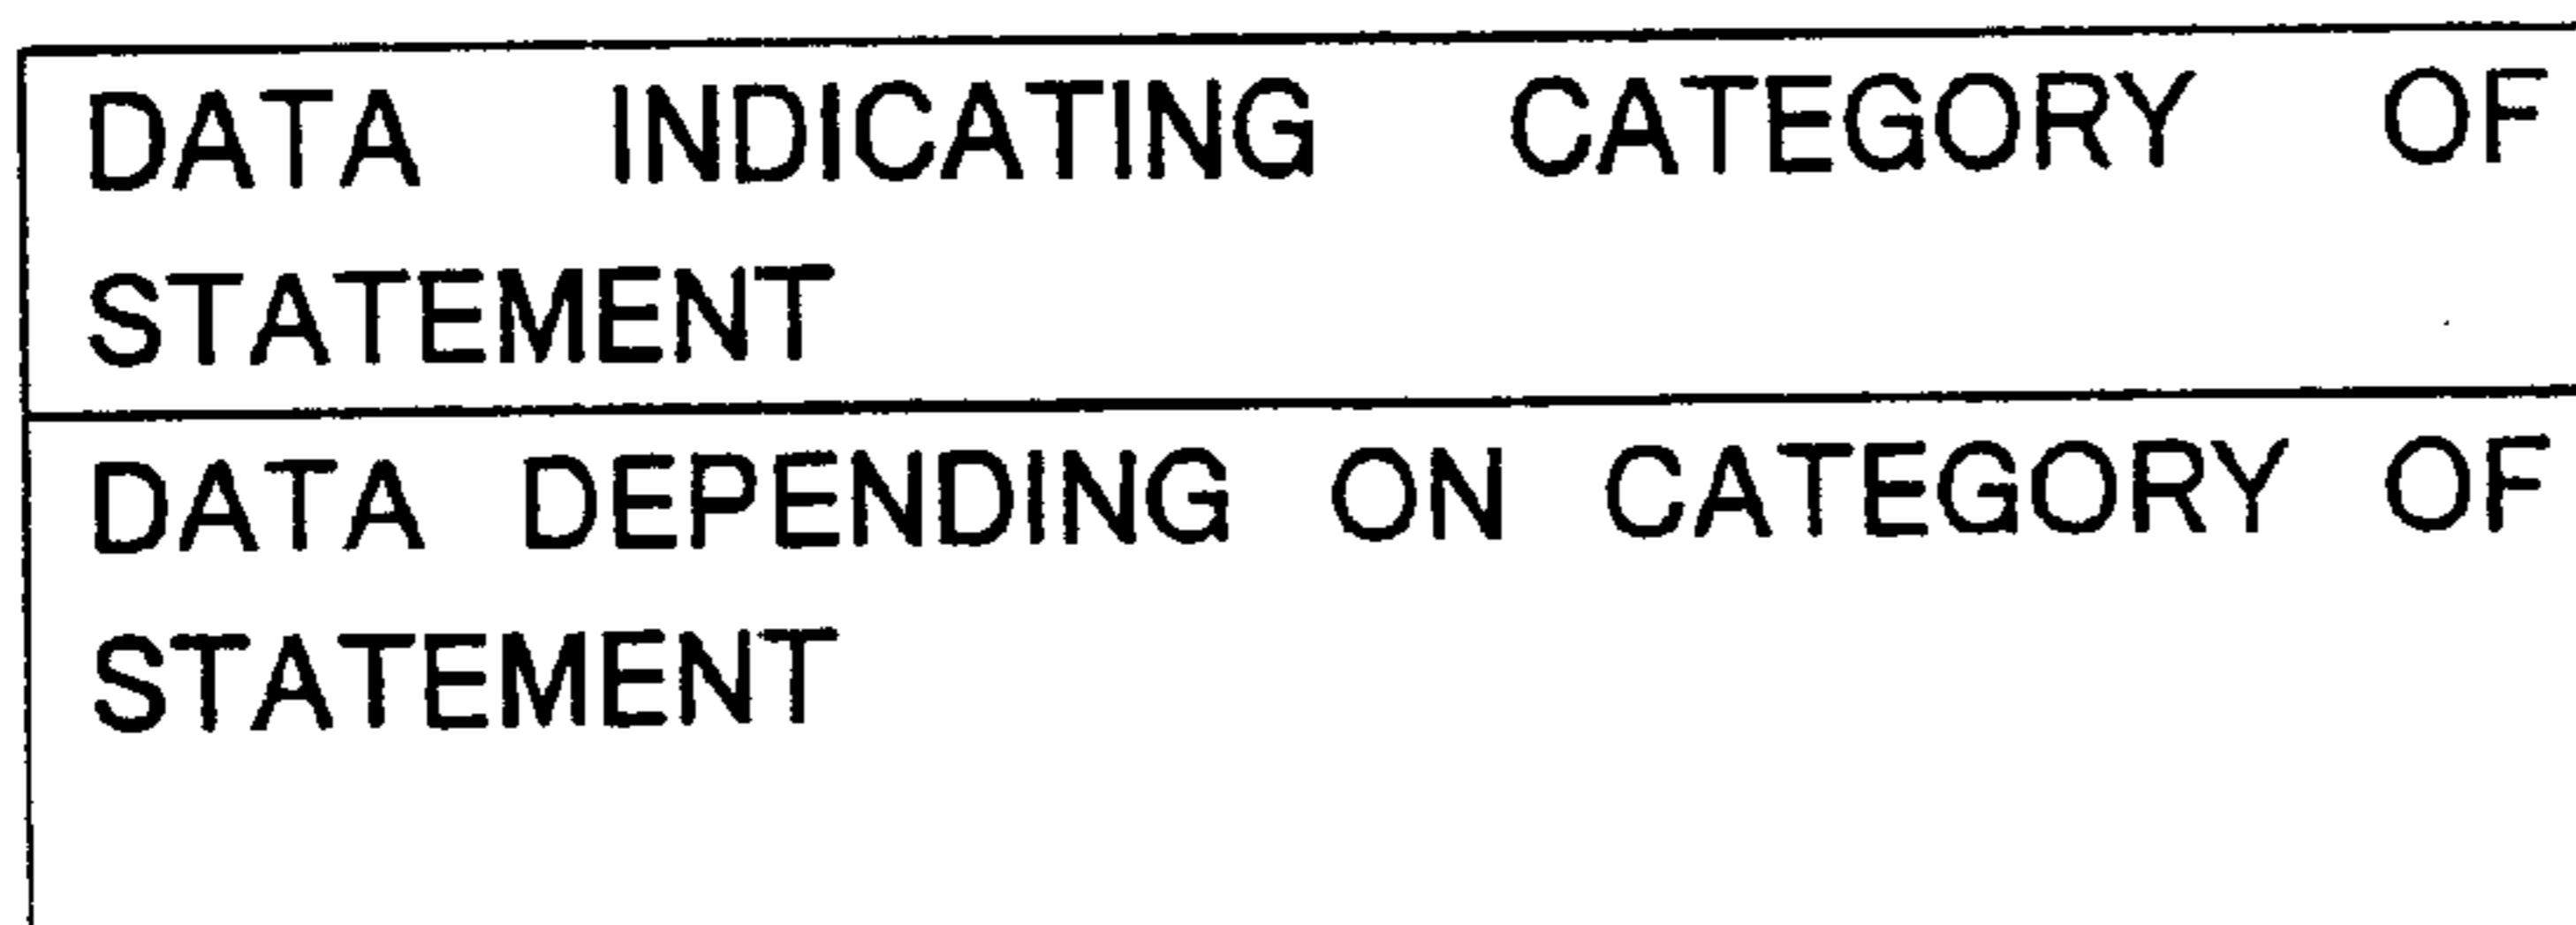 DATA INDICATING CATEGORY OF
STATEMENT
DATA DEPENDING ON CATEGORY OF
STATEMENT